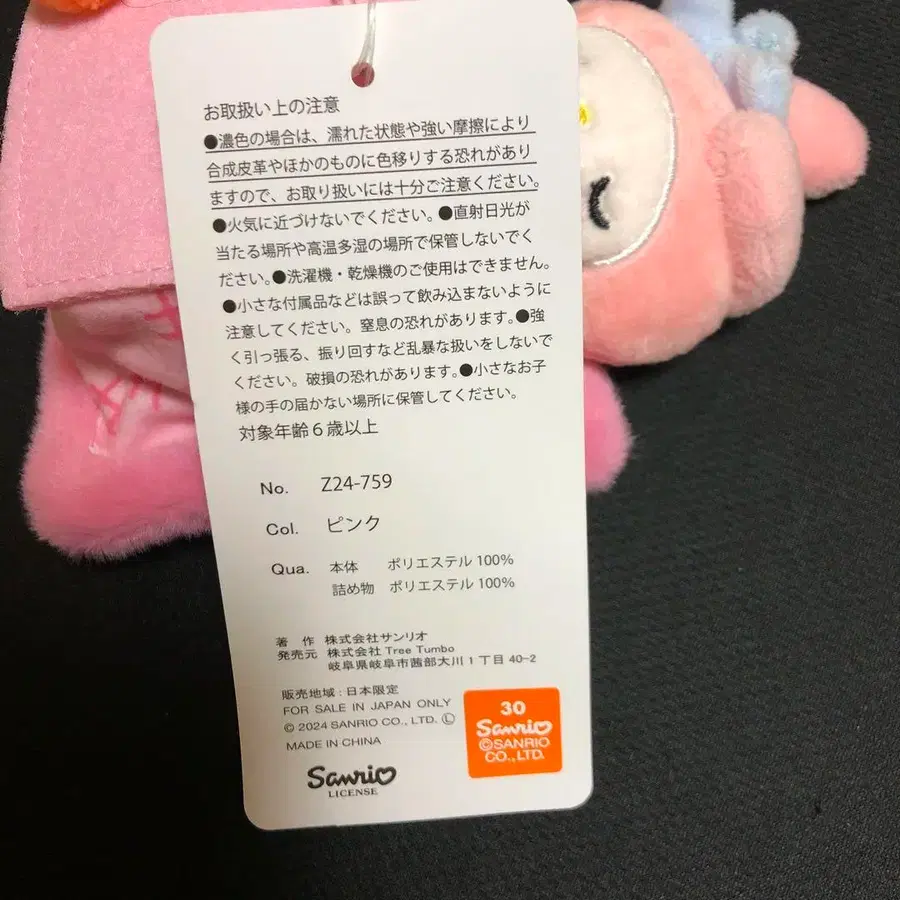 お取扱い上の注意
●濃色の場合は、濡れた状態や強い摩擦により
合成皮革やほかのものに色移りする恐れがあり
ますので、お取り扱いには十分ご注意ください。
●火気に近づけないでください。●直射日光が
当たる場所や高温多湿の場所で保管しないでく
ださい。●洗濯機・乾燥機のご使用はできません。
●小さな付属品などは誤って飲み込まないように
注意してください。窒息の恐れがあります。●強
く引っ張る、振り回すなど乱暴な扱いをしないで
ください。破損の恐れがあります。●小さなお子
様の手の届かない場所に保管してください。
対象年齢6歳以上
No. Z24-759
Col. ピンク
Qua. 本体 ポリエステル100%
詰め物 ポリエステル100%
著 作 株式会社サンリオ
発売元 株式会社Tree Tumbo
岐阜県岐阜市茜部大川1丁目40-2
販売地域：日本限定
FOR SALE IN JAPAN ONLY
© 2024 SANRIO CO., LTD. Ⓛ
MADE IN CHINA
Sanrio
LICENSE
30
Sanrio
©SANRIO
CO.,LTD.